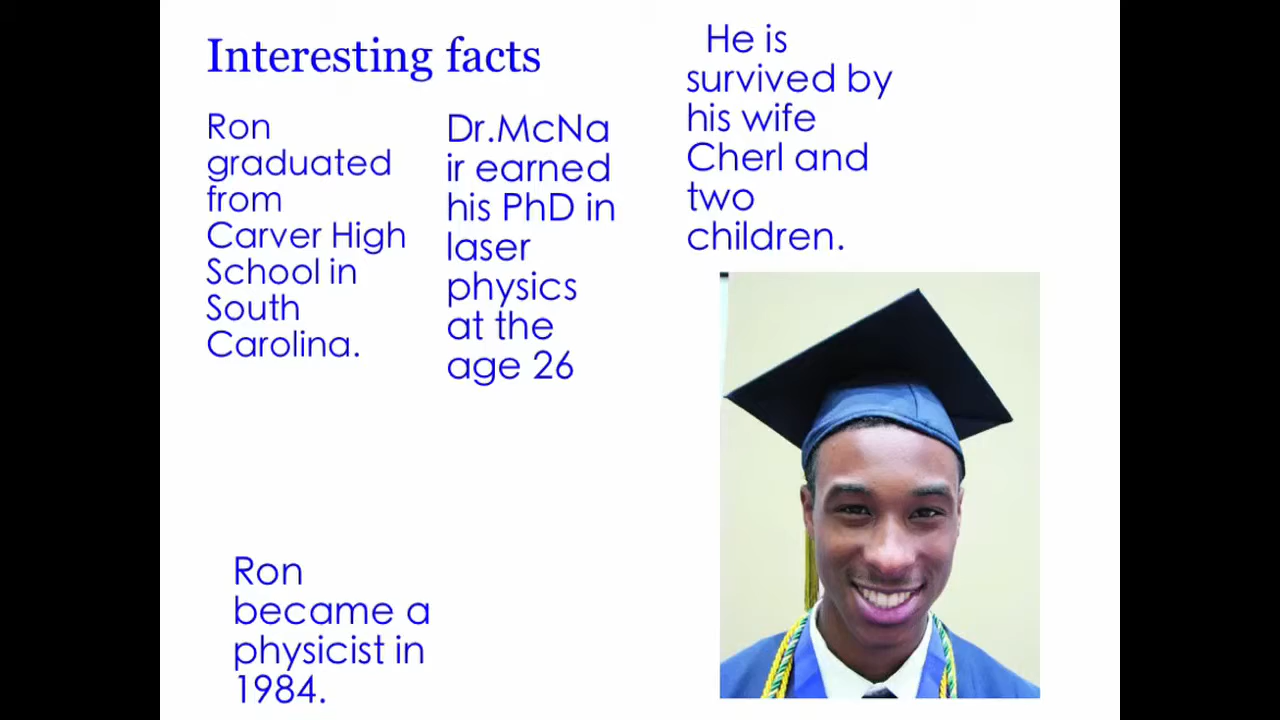 Interesting facts
Ron
graduated
from
Carver High
School in
South
Carolina.
Dr.McNa
ir earned
his PhD in
laser
physics
at the
age 26
He is
survived by
his wife
Cherl and
two
children.
Ron
became a
physicist in
1984.